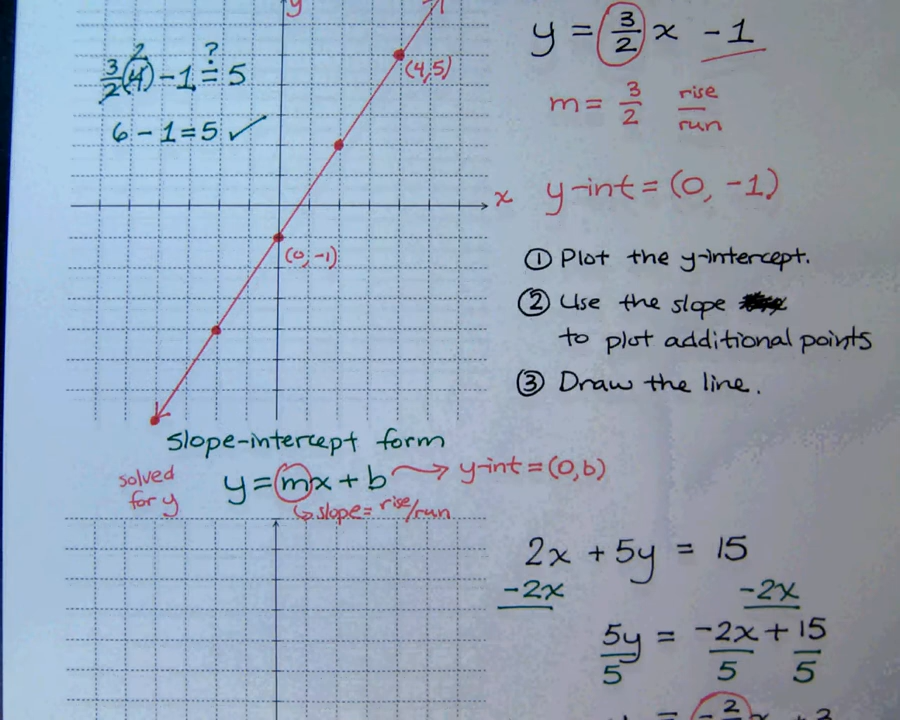 y
3/2(4) - 1 ?= 5
2
6 - 1 = 5 ✓
(4,5)
x
(0,-1)
y = 3/2 x - 1
m = 3/2 rise/run
y-int = (0, -1)
① Plot the y-intercept.
② Use the slope
to plot additional points
③ Draw the line.
slope-intercept form
solved
for y
y = mx + b → y-int = (0,b)
↳ slope = rise/run
2x + 5y = 15
-2x -2x
5y/5 = -2x/5 + 15/5